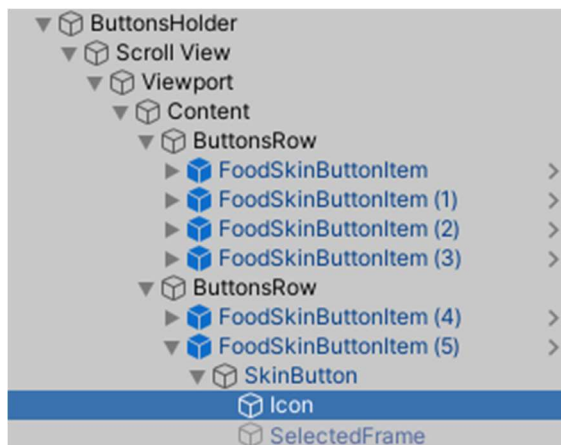 ButtonsHolder
Scroll View
Viewport
Content
ButtonsRow
FoodSkinButtonItem
FoodSkinButtonItem (1)
FoodSkinButtonItem (2)
FoodSkinButtonItem (3)
ButtonsRow
FoodSkinButtonItem (4)
FoodSkinButtonItem (5)
SkinButton
Icon
SelectedFrame